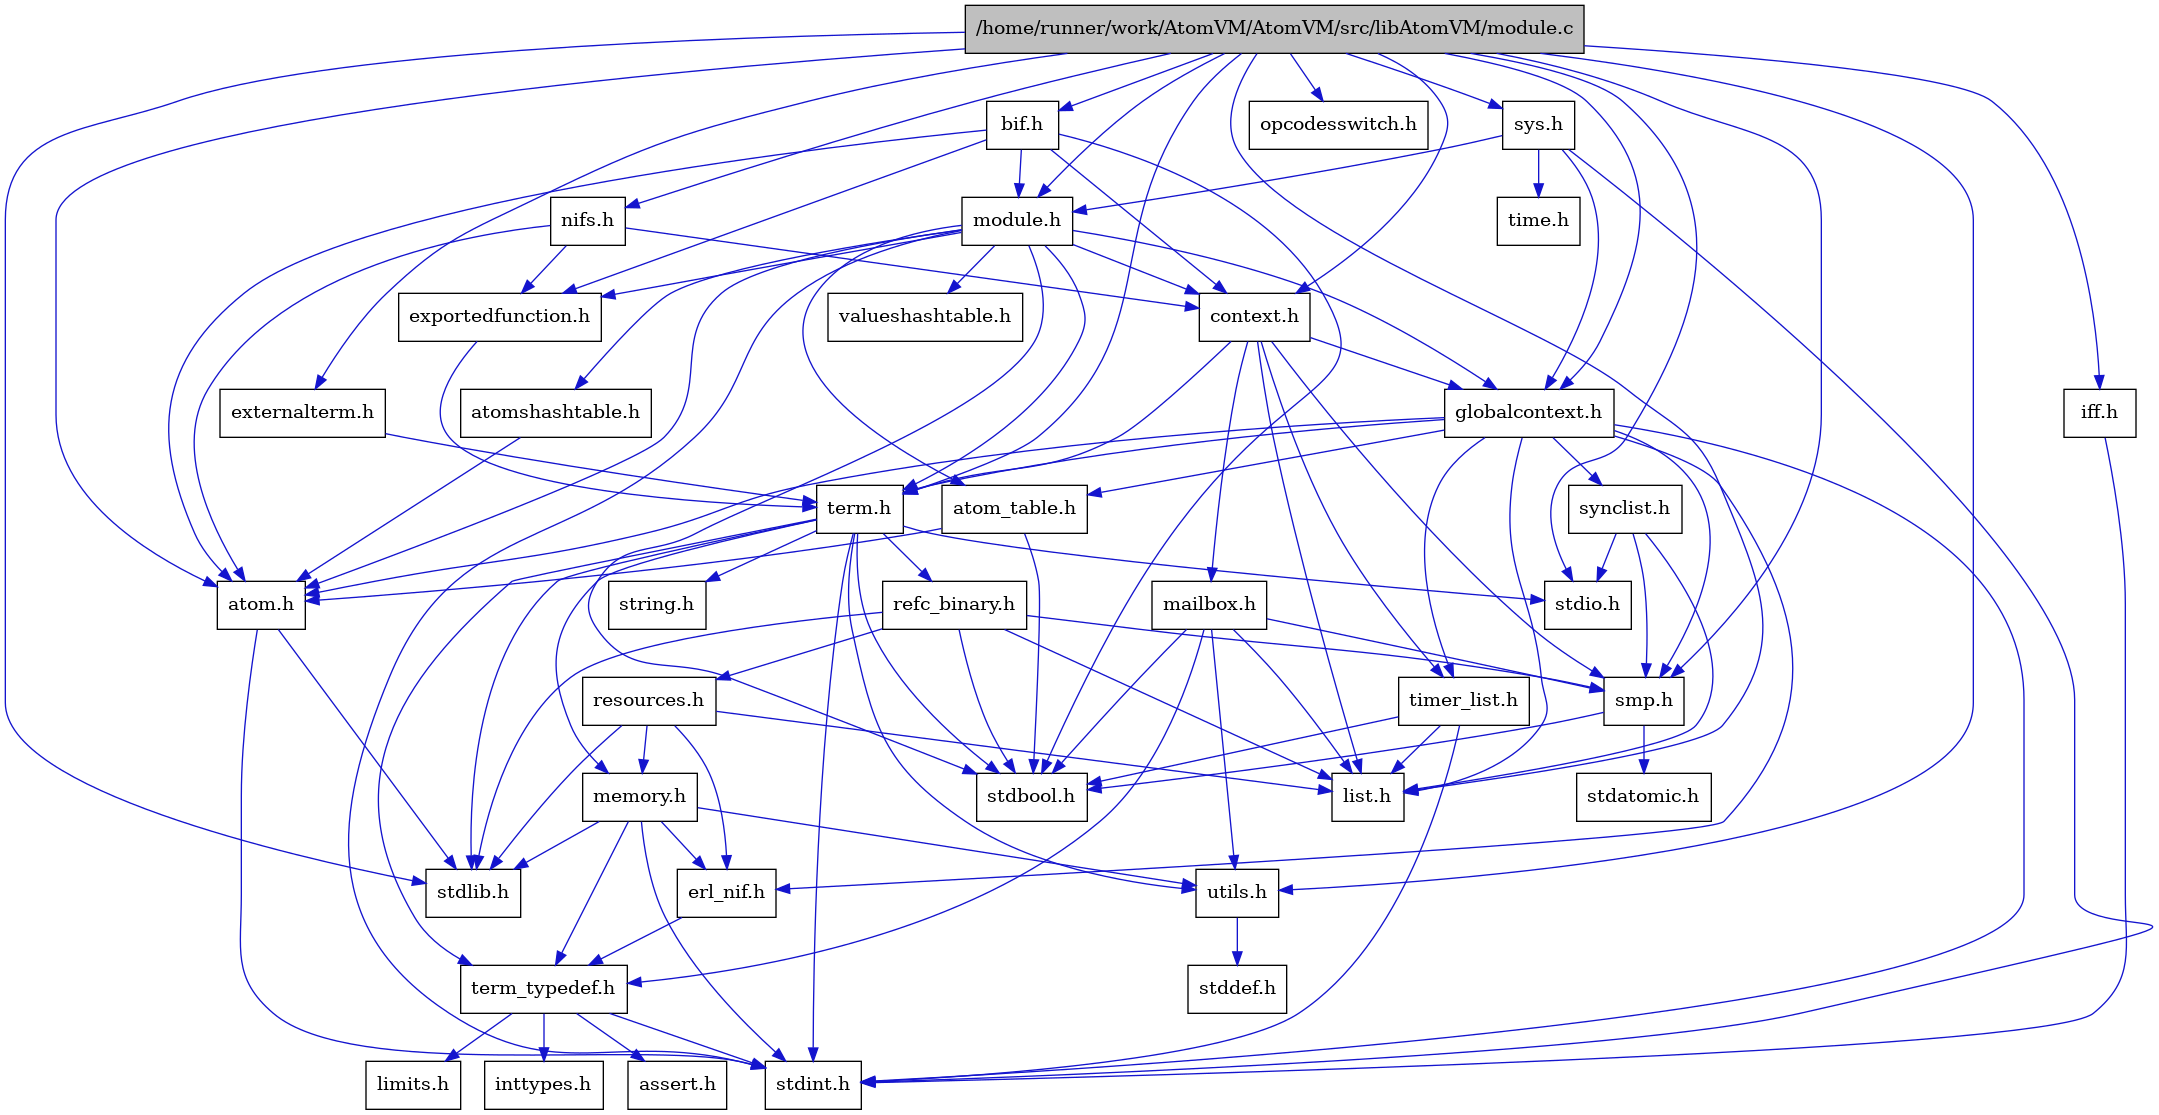 /home/runner/work/AtomVM/AtomVM/src/libAtomVM/module.c
bif.h
opcodesswitch.h
sys.h
nifs.h
module.h
time.h
exportedfunction.h
valueshashtable.h
context.h
externalterm.h
atomshashtable.h
globalcontext.h
iff.h
term.h
atom_table.h
synclist.h
atom.h
string.h
refc_binary.h
mailbox.h
stdio.h
resources.h
timer_list.h
smp.h
memory.h
stdbool.h
list.h
stdatomic.h
stdlib.h
erl_nif.h
utils.h
term_typedef.h
stddef.h
limits.h
inttypes.h
assert.h
stdint.h